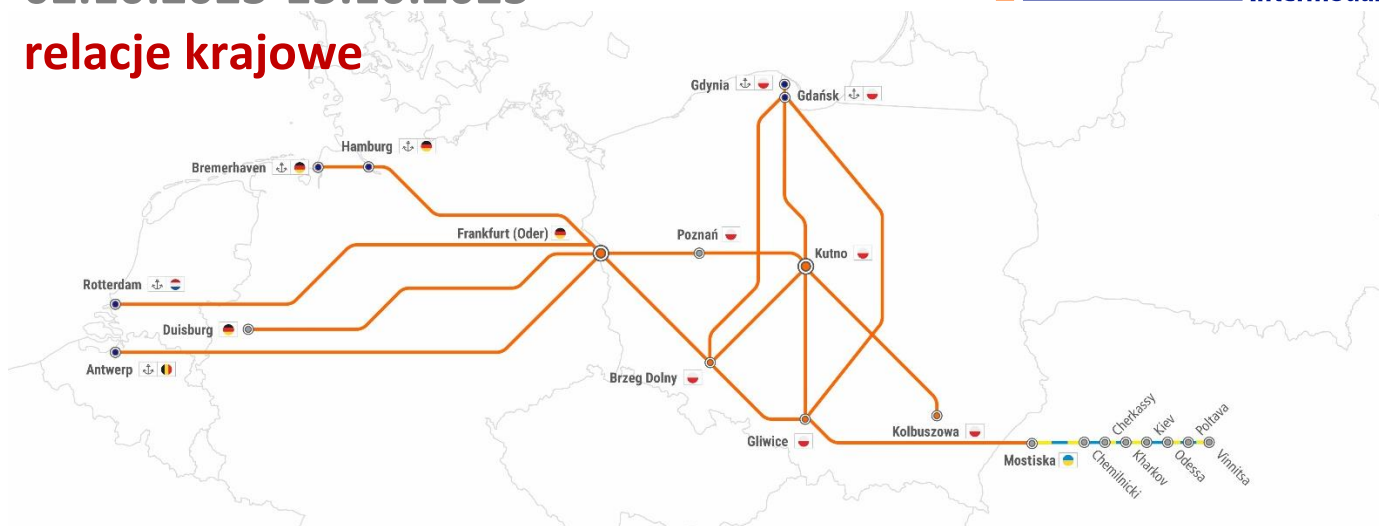 relacje krajowe
Gdynia
Gdańsk
Hamburg
Bremerhaven
Frankfurt (Oder)
Poznań
Kutno
Rotterdam
Duisburg
Antwerp
Brzeg Dolny
Gliwice
Kolbuszowa
Mostiska
Chemilnicki
Cherkassy
Kharkov
Kiev
Odessa
Poltava
Vinnitsa